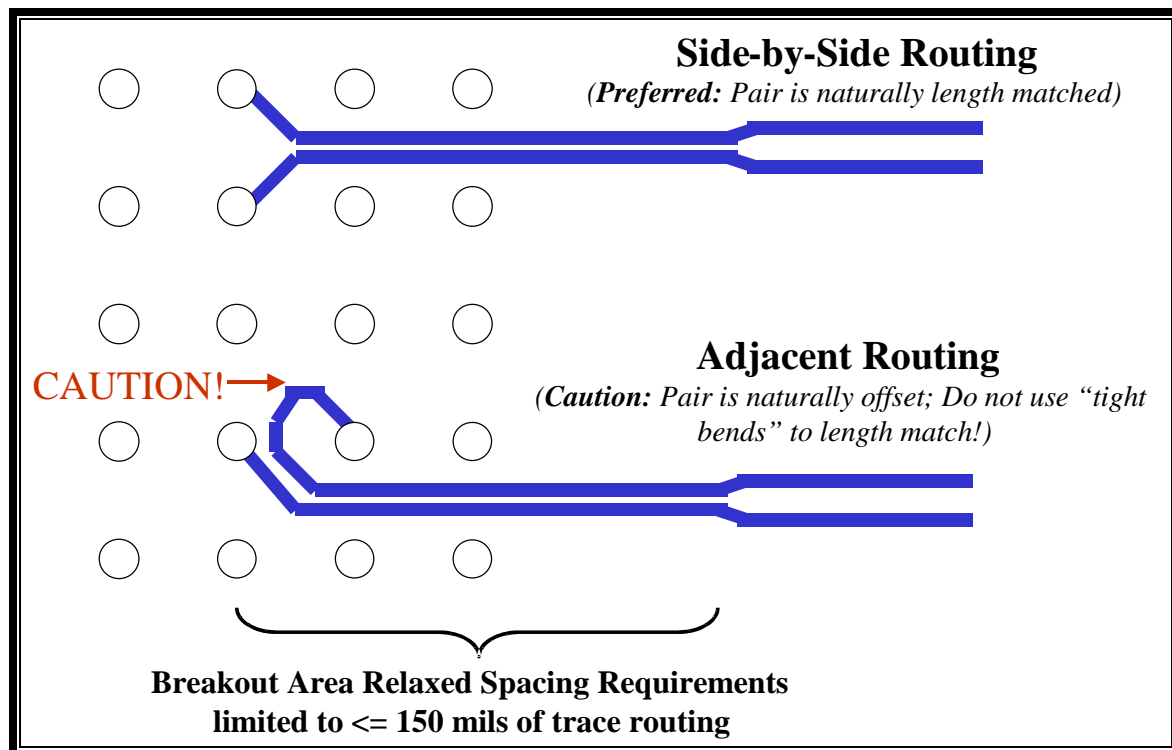 Side-by-Side Routing
(Preferred: Pair is naturally length matched)
CAUTION!
Adjacent Routing
(Caution: Pair is naturally offset; Do not use “tight
bends” to length match!)
Breakout Area Relaxed Spacing Requirements
limited to <= 150 mils of trace routing